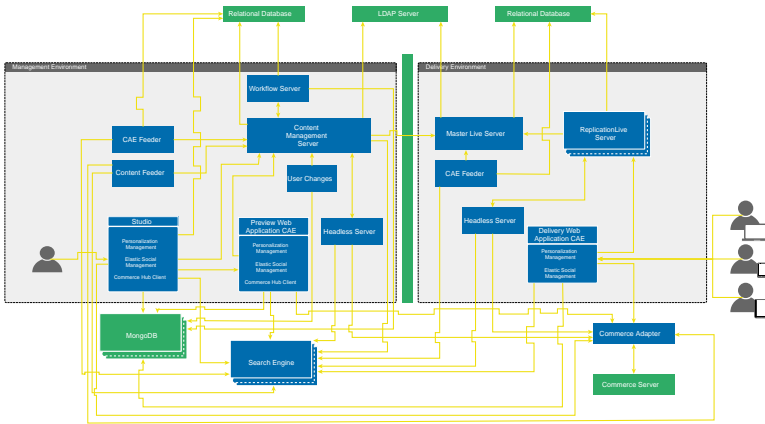 Relational Database
LDAP Server
Relational Database
Management Environment
Delivery Environment
Workflow Server
Content
Management
Server
CAE Feeder
Content Feeder
User Changes
Master Live Server
ReplicationLive
Server
CAE Feeder
Studio
Personalization
Management
Elastic Social
Management
Commerce Hub Client
Preview Web
Application CAE
Personalization
Management
Elastic Social
Management
Commerce Hub Client
Headless Server
Headless Server
Delivery Web
Application CAE
Personalization
Management
Elastic Social
Management
MongoDB
Search Engine
Commerce Adapter
Commerce Server